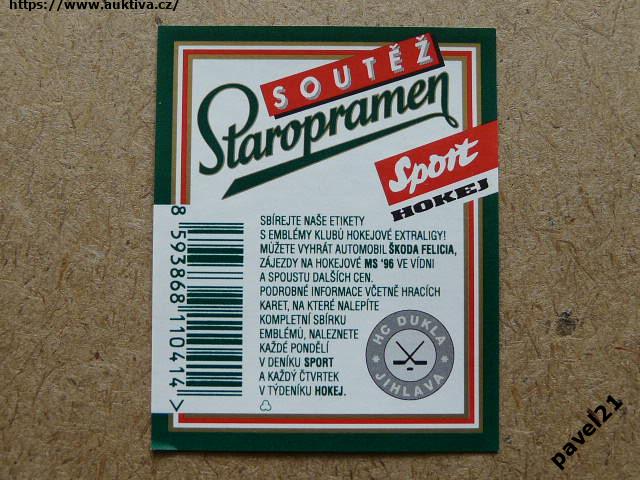 https://www.auktiva.cz/
SOUTĚŽ
Staropramen
Sport
HOKEJ
SBÍREJTE NAŠE ETIKETY
S EMBLÉMY KLUBŮ HOKEJOVÉ EXTRALIGY!
MŮŽETE VYHRÁT AUTOMOBIL ŠKODA FELICIA,
ZÁJEZDY NA HOKEJOVÉ MS '96 VE VÍDNI
A SPOUSTU DALŠÍCH CEN.
PODROBNÉ INFORMACE VČETNĚ HRACÍCH
KARET, NA KTERÉ NALEPÍTE
KOMPLETNÍ SBÍRKU
EMBLÉMŮ, NALEZNETE
KAŽDÉ PONDĚLÍ
V DENÍKU SPORT
A KAŽDÝ ČTVRTEK
V TÝDENÍKU HOKEJ.
HC DUKLA
JIHLAVA
8 593868 110414 >
pavel21